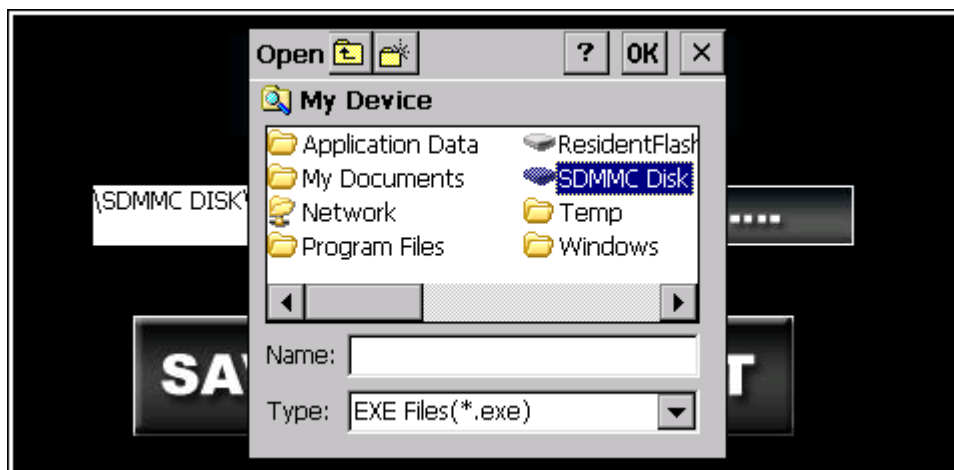 Open ? OK ×
My Device
Application Data ResidentFlash
My Documents SDMMC Disk
\SDMMC DISK\ Network Temp ....
Program Files Windows
Name:
SA T
Type: EXE Files(*.exe)